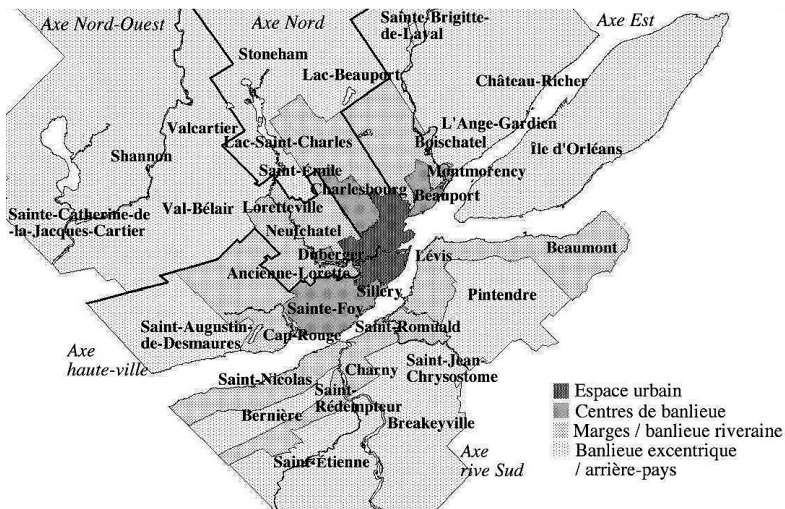 Axe Nord-Ouest
Axe Nord
Sainte-Brigitte-
de-Laval
Axe Est
Stoneham
Lac-Beauport
Château-Richer
Valcartier
L'Ange-Gardien
Lac-Saint-Charles
Boischatel
Shannon
Île d'Orléans
Saint-Émile
Montmorency
Charlesbourg
Beauport
Sainte-Catherine-de
-la-Jacques-Cartier
Val-Bélair
Loretteville
Neufchatel
Duberger
Lévis
Beaumont
Ancienne-Lorette
Sillery
Pintendre
Sainte-Foy
Saint-Augustin-
de-Desmaures
Cap-Rouge
Saint-Romuald
Axe
haute-ville
Saint-Nicolas
Charny
Saint-Jean-
Chrysostome
Saint-
Rédempteur
Bernière
Breakeyville
Saint-Étienne
Axe
rive Sud
Espace urbain
Centres de banlieue
Marges / banlieue riveraine
Banlieue excentrique
/ arrière-pays